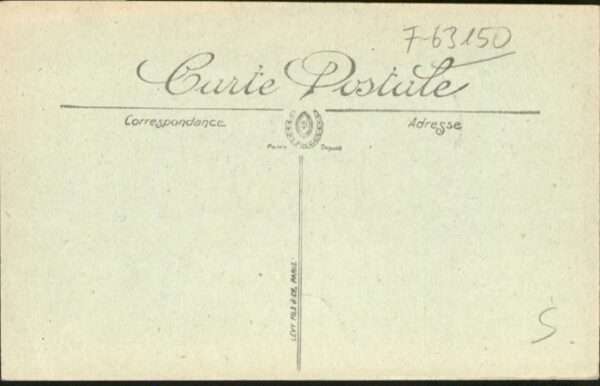 F-63150
Carte Postale
Correspondance
Adresse
LÉVY FILS & CIE, PARIS
S